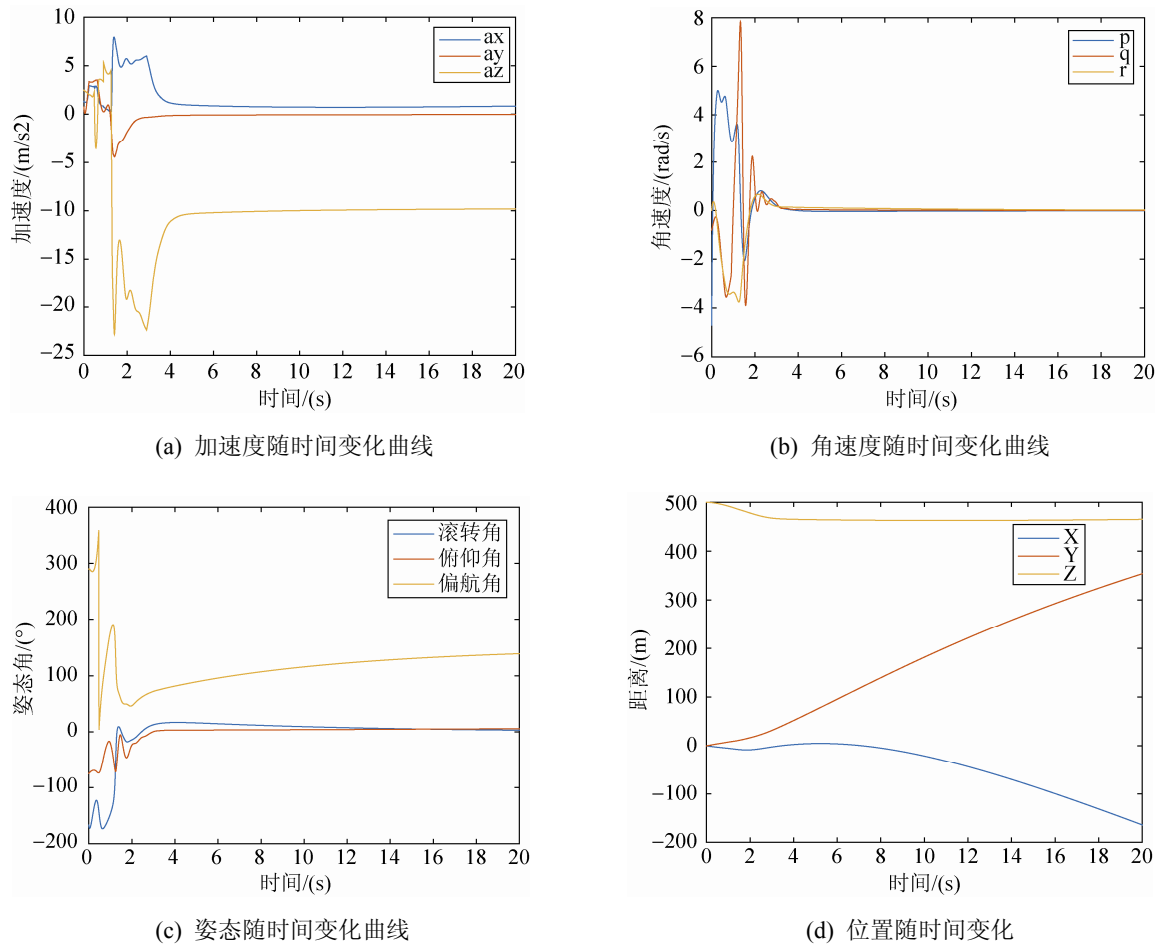 10
5
0
−5
−10
−15
−20
−25
加速度/(m/s2)
ax
ay
az
0 2 4 6 8 10 12 14 16 18 20
时间/(s)
(a) 加速度随时间变化曲线
8
6
4
2
0
−2
−4
−6
角速度/(rad/s)
p
q
r
0 2 4 6 8 10 12 14 16 18 20
时间/(s)
(b) 角速度随时间变化曲线
400
300
200
100
0
−100
−200
姿态角/(°)
滚转角
俯仰角
偏航角
0 2 4 6 8 10 12 14 16 18 20
时间/(s)
(c) 姿态随时间变化曲线
500
400
300
200
100
0
−100
−200
距离/(m)
X
Y
Z
0 2 4 6 8 10 12 14 16 18 20
时间/(s)
(d) 位置随时间变化